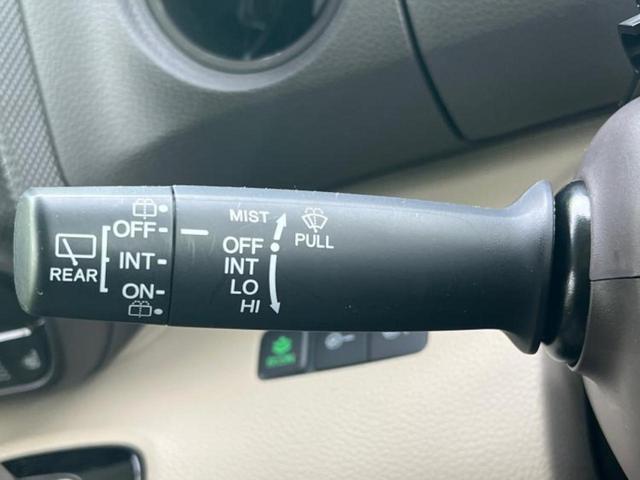 REAR
OFF
INT
ON
MIST
OFF
INT
LO
HI
PULL